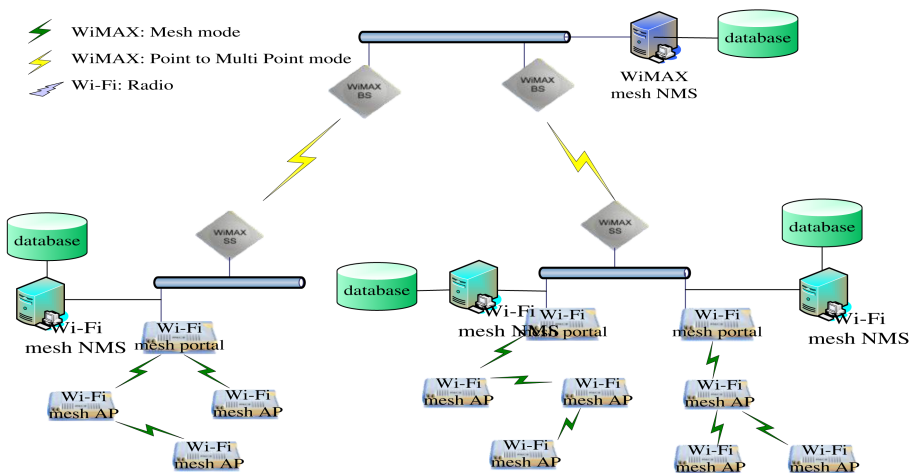 WiMAX: Mesh mode
WiMAX: Point to Multi Point mode
Wi-Fi: Radio
WiMAX
BS
WiMAX
BS
WiMAX
mesh NMS
database
WiMAX
SS
WiMAX
SS
database
Wi-Fi
mesh NMS
Wi-Fi
mesh portal
Wi-Fi
mesh AP
Wi-Fi
mesh AP
Wi-Fi
mesh AP
database
Wi-Fi
mesh NMS
Wi-Fi
mesh portal
Wi-Fi
mesh AP
Wi-Fi
mesh AP
Wi-Fi
mesh AP
Wi-Fi
mesh portal
database
Wi-Fi
mesh NMS
Wi-Fi
mesh AP
Wi-Fi
mesh AP
Wi-Fi
mesh AP